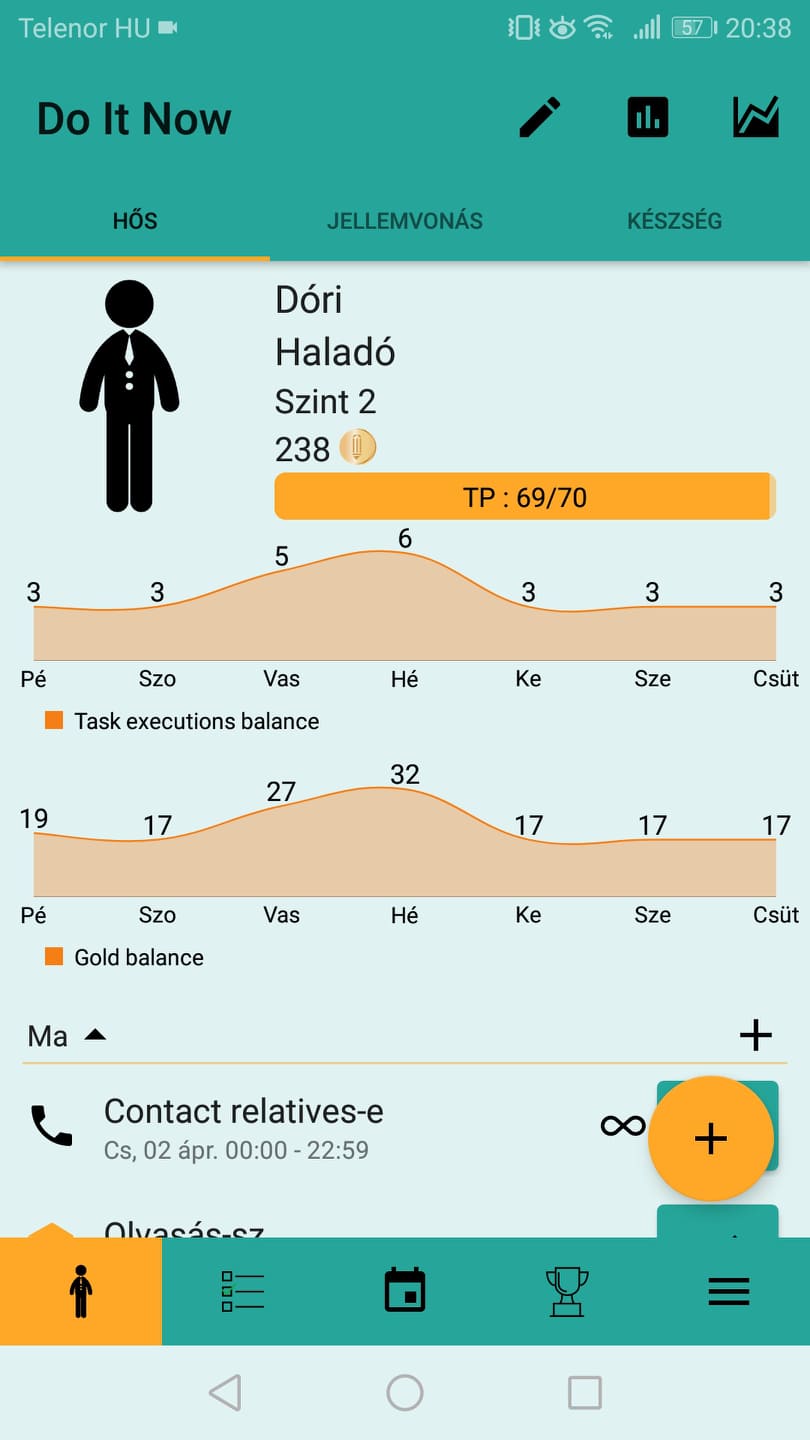 Telenor HU
57
20:38
Do It Now
HŐS JELLEMVONÁS KÉSZSÉG
Dóri
Haladó
Szint 2
238
TP : 69/70
3 3 5 6 3 3 3
Pé Szo Vas Hé Ke Sze Csüt
Task executions balance
19 17 27 32 17 17 17
Pé Szo Vas Hé Ke Sze Csüt
Gold balance
Ma
Contact relatives-e
Cs, 02 ápr. 00:00 - 22:59
Olvasás-sz